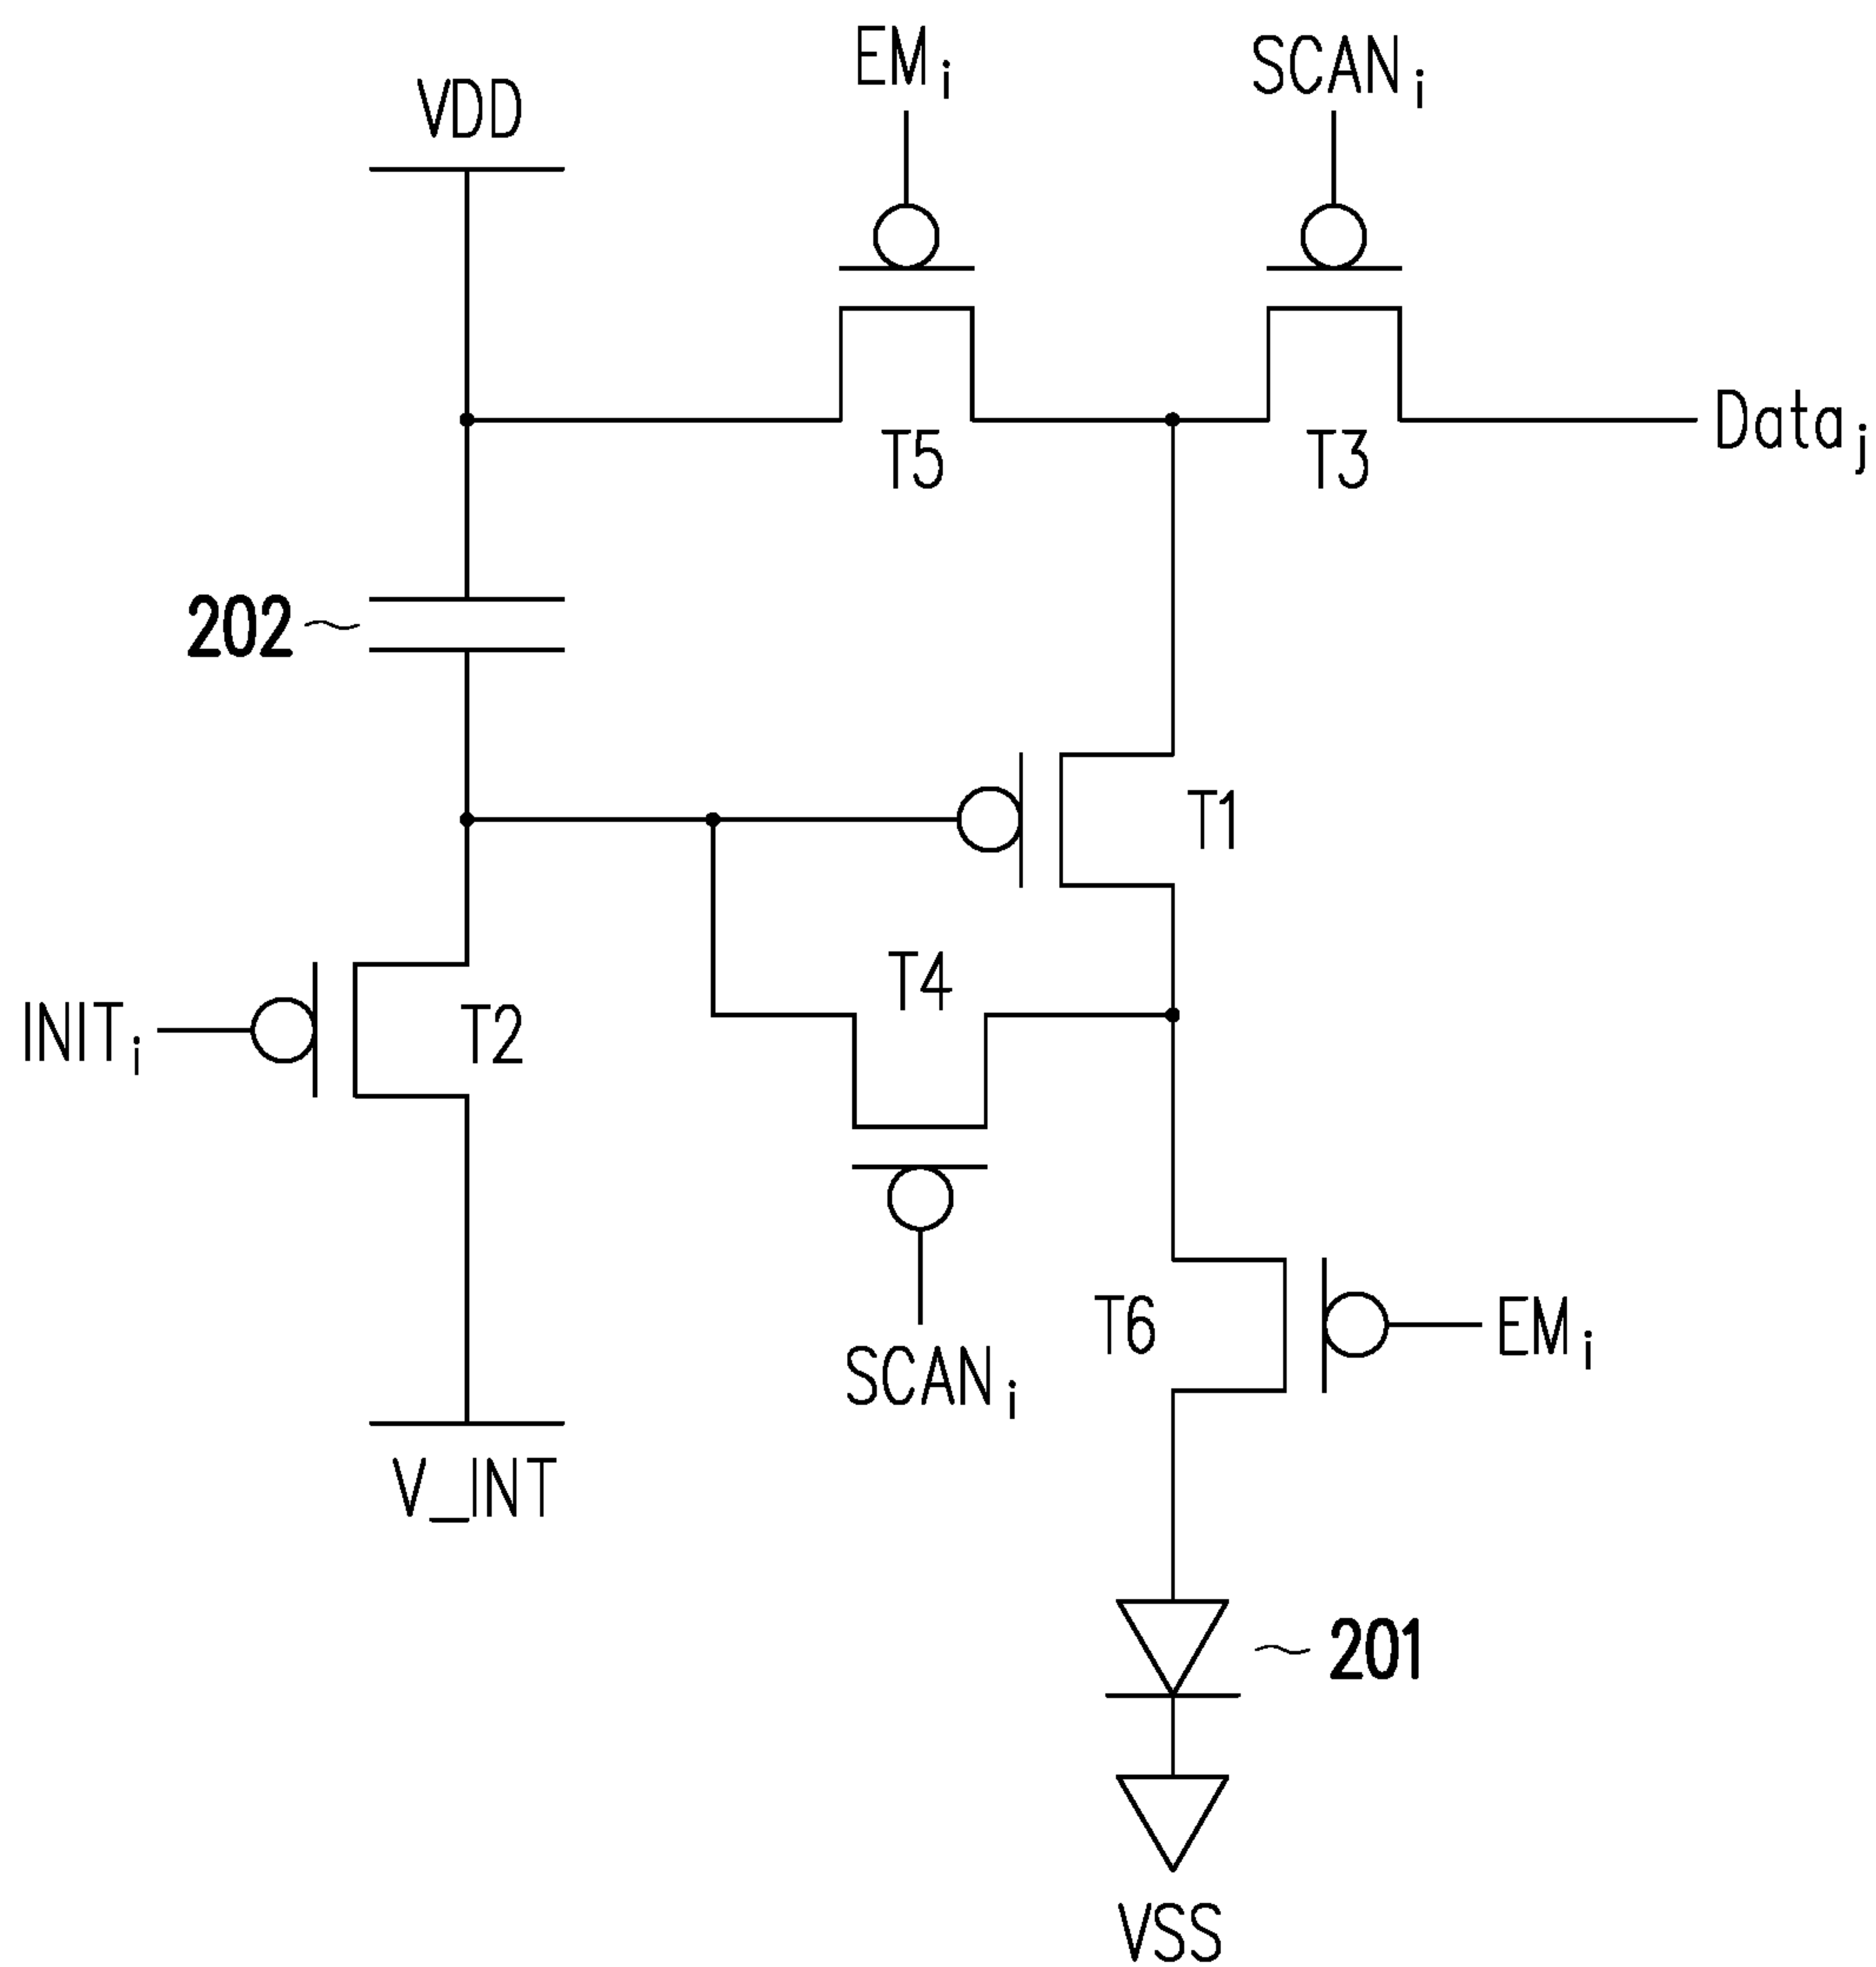 EMi
SCANi
VDD
Dataj
T5
T3
202
T1
T4
INITi
T2
T6
EMi
SCANi
V_INT
201
VSS